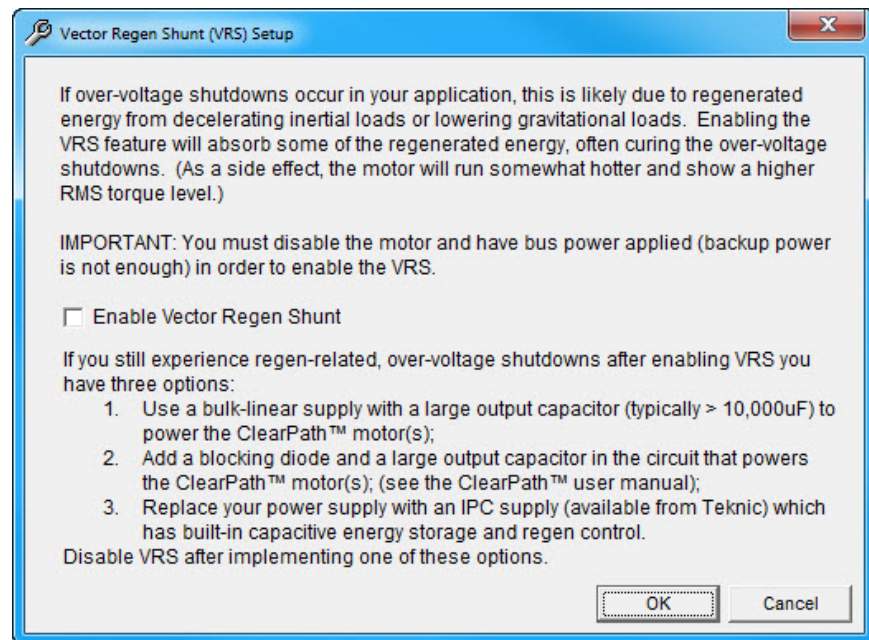 Vector Regen Shunt (VRS) Setup
If over-voltage shutdowns occur in your application, this is likely due to regenerated
energy from decelerating inertial loads or lowering gravitational loads.  Enabling the
VRS feature will absorb some of the regenerated energy, often curing the over-voltage
shutdowns.  (As a side effect, the motor will run somewhat hotter and show a higher
RMS torque level.)
IMPORTANT: You must disable the motor and have bus power applied (backup power
is not enough) in order to enable the VRS.
Enable Vector Regen Shunt
If you still experience regen-related, over-voltage shutdowns after enabling VRS you
have three options:
1. Use a bulk-linear supply with a large output capacitor (typically > 10,000uF) to
power the ClearPath™ motor(s);
2. Add a blocking diode and a large output capacitor in the circuit that powers
the ClearPath™ motor(s); (see the ClearPath™ user manual);
3. Replace your power supply with an IPC supply (available from Teknic) which
has built-in capacitive energy storage and regen control.
Disable VRS after implementing one of these options.
OK
Cancel